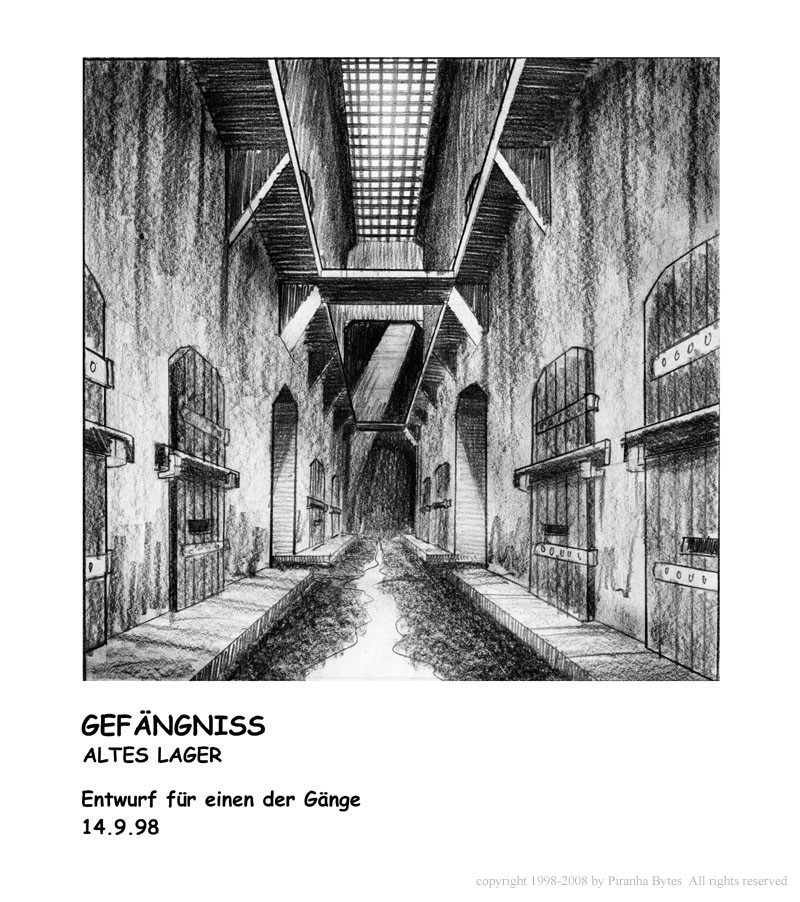 GEFÄNGNISS
ALTES LAGER
Entwurf für einen der Gänge
14.9.98
copyright 1998-2008 by Piranha Bytes All rights reserved